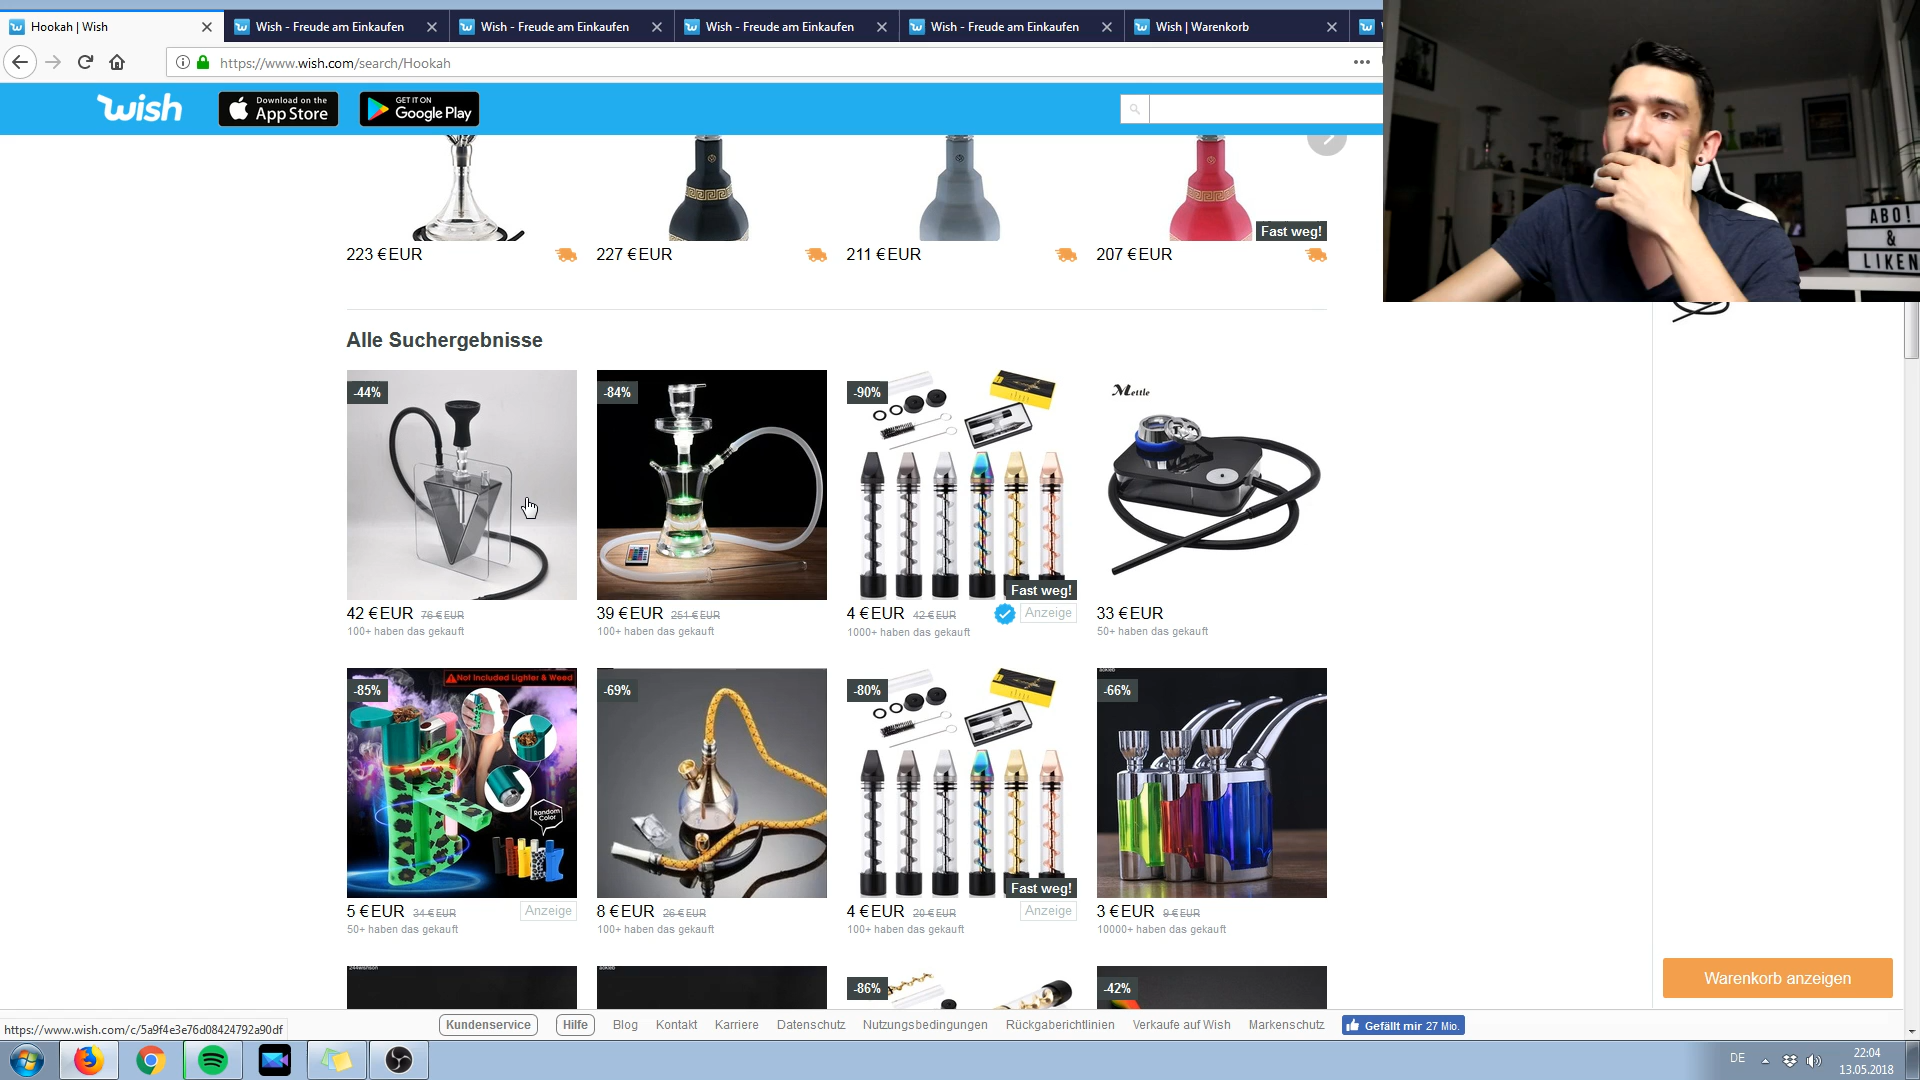 Hookah | Wish
Wish - Freude am Einkaufen
Wish - Freude am Einkaufen
Wish - Freude am Einkaufen
Wish - Freude am Einkaufen
Wish | Warenkorb
https://www.wish.com/search/Hookah
wish
Download on the
App Store
GET IT ON
Google Play
ABO!
&
LIKEN
Fast weg!
223 €EUR
227 €EUR
211 €EUR
207 €EUR
Alle Suchergebnisse
-44%
-84%
-90%
Mettle
Fast weg!
42 €EUR 76 €EUR
100+ haben das gekauft
39 €EUR 251 €EUR
100+ haben das gekauft
4 €EUR 42 €EUR
Anzeige
1000+ haben das gekauft
33 €EUR
50+ haben das gekauft
-85%
Not Included Lighter & Weed
Random
Color
-69%
-80%
Fast weg!
-66%
5 €EUR 34 €EUR
Anzeige
50+ haben das gekauft
8 €EUR 26 €EUR
100+ haben das gekauft
4 €EUR 20 €EUR
Anzeige
100+ haben das gekauft
3 €EUR 9 €EUR
10000+ haben das gekauft
-86%
-42%
Warenkorb anzeigen
https://www.wish.com/c/5a9f4e3e76d08424792a90df
Kundenservice
Hilfe
Blog
Kontakt
Karriere
Datenschutz
Nutzungsbedingungen
Rückgaberichtlinien
Verkaufe auf Wish
Markenschutz
Gefällt mir 27 Mio.
DE
22:04
13.05.2018